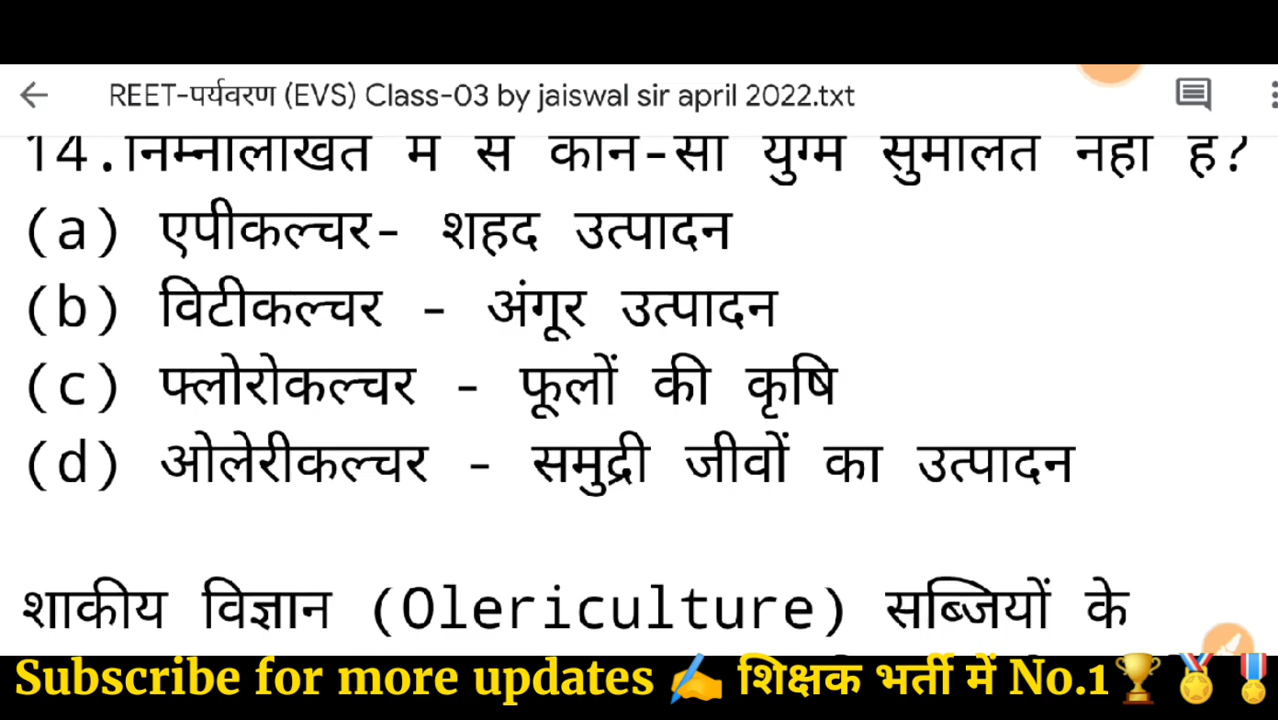 REET-पर्यवरण (EVS) Class-03 by jaiswal sir april 2022.txt
14.निम्नलिखित में से कौन-सा युग्म सुमेलित नहीं है?
(a) एपीकल्चर- शहद उत्पादन
(b) विटीकल्चर - अंगूर उत्पादन
(c) फ्लोरोकल्चर - फूलों की कृषि
(d) ओलेरीकल्चर - समुद्री जीवों का उत्पादन
शाकीय विज्ञान (Olericulture) सब्जियों के
Subscribe for more updates ✍️ शिक्षक भर्ती में No.1🏆🥇🎖️